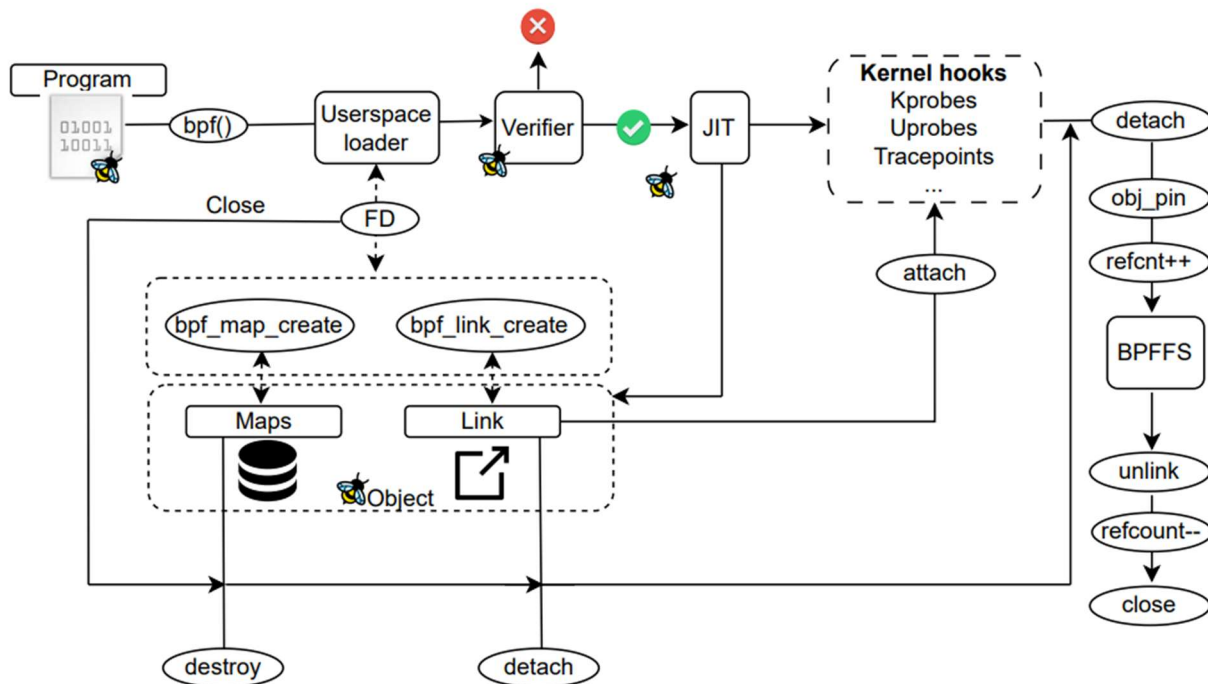 Program
01001
10011
bpf()
Userspace
loader
Verifier
JIT
Kernel hooks
Kprobes
Uprobes
Tracepoints
...
detach
obj_pin
refcnt++
BPFFS
unlink
refcount--
close
Close
FD
attach
bpf_map_create
bpf_link_create
Maps
Link
Object
destroy
detach